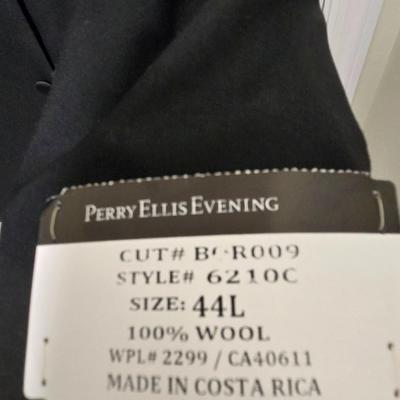 PERRY ELLIS EVENING
CUT#
STYLE# 6210C
SIZE: 44L
100% WOOL
WPL# 2299 / CA40611
MADE IN COSTA RICA